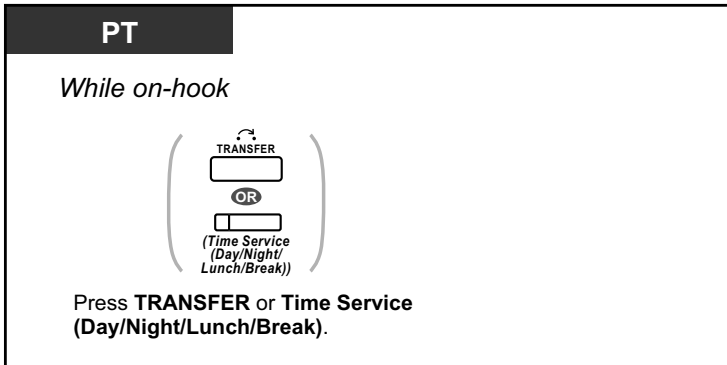 PT
While on-hook
TRANSFER
OR
(Time Service
(Day/Night/
Lunch/Break))
Press TRANSFER or Time Service
(Day/Night/Lunch/Break).